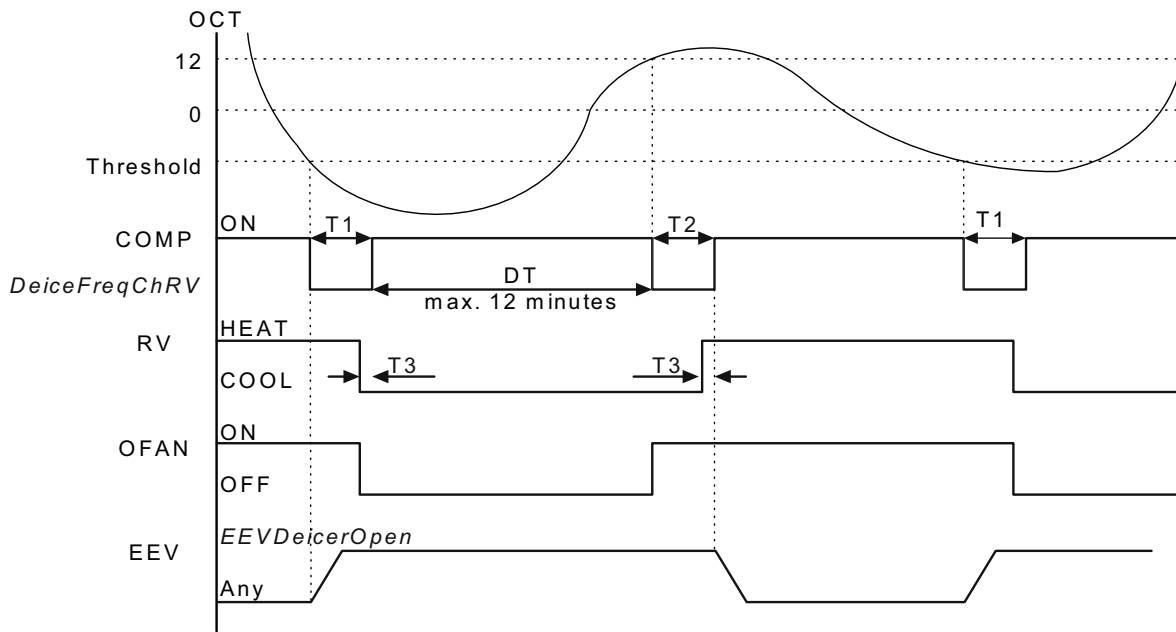 OCT
12
0
Threshold
ON
T1
T2
T1
COMP
DeiceFreqChRV
DT
max. 12 minutes
HEAT
RV
T3
T3
COOL
ON
OFAN
OFF
EEVDeicerOpen
EEV
Any